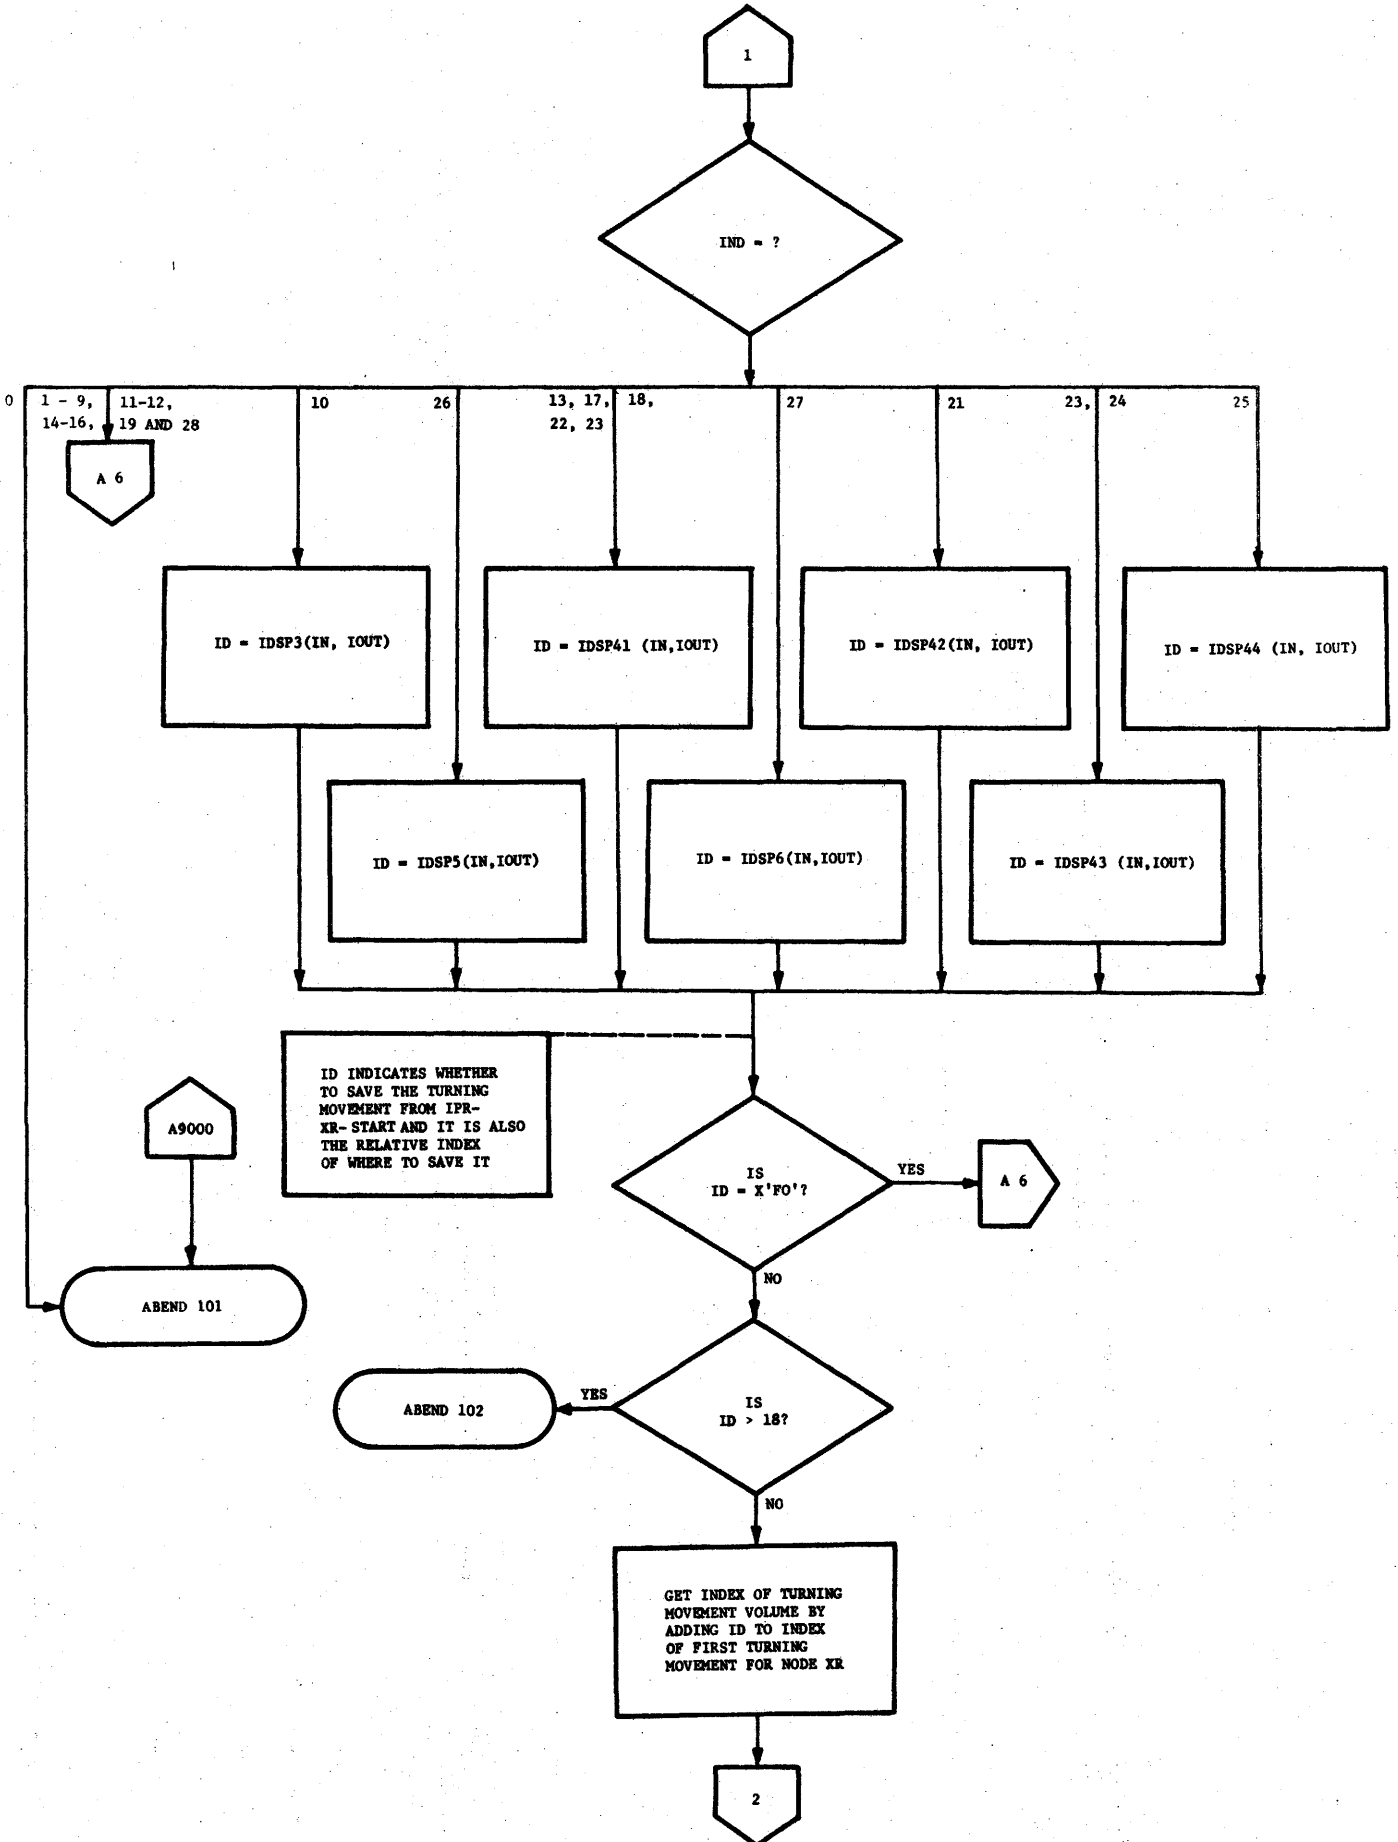 1
IND = ?
0
1 - 9, 11-12,
14-16, 19 AND 28
10
26
13, 17, 18,
22, 23
27
21
23, 24
25
A 6
ID = IDSP3(IN, IOUT)
ID = IDSP41 (IN,IOUT)
ID = IDSP42(IN, IOUT)
ID = IDSP44 (IN, IOUT)
ID = IDSP5(IN,IOUT)
ID = IDSP6(IN,IOUT)
ID = IDSP43 (IN,IOUT)
ID INDICATES WHETHER
TO SAVE THE TURNING
MOVEMENT FROM IPR-
XR-START AND IT IS ALSO
THE RELATIVE INDEX
OF WHERE TO SAVE IT
A9000
IS
ID = X'FO'?
YES
A 6
NO
ABEND 101
IS
ID > 18?
YES
ABEND 102
NO
GET INDEX OF TURNING
MOVEMENT VOLUME BY
ADDING ID TO INDEX
OF FIRST TURNING
MOVEMENT FOR NODE XR
2